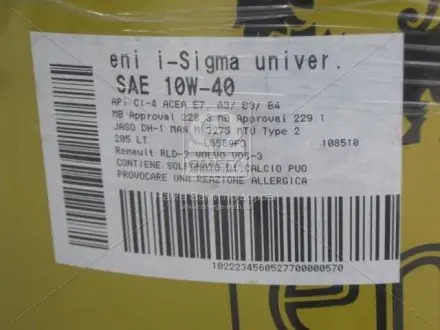 eni i-Sigma univer.
SAE 10W-40
API CI-4 ACEA E7, A3/ B3/ B4
MB Approval 228.3 MB Approval 229 1
JASO DH-1 MAN M 3275 MTU Type 2
205 LT 108510
Renault RLD-2 VOLVO VDS-3
CONTIENE SOLFONATO DI CALCIO PUO
PROVOCARE UNA REAZIONE ALLERGICA
1022234560527700000570
en